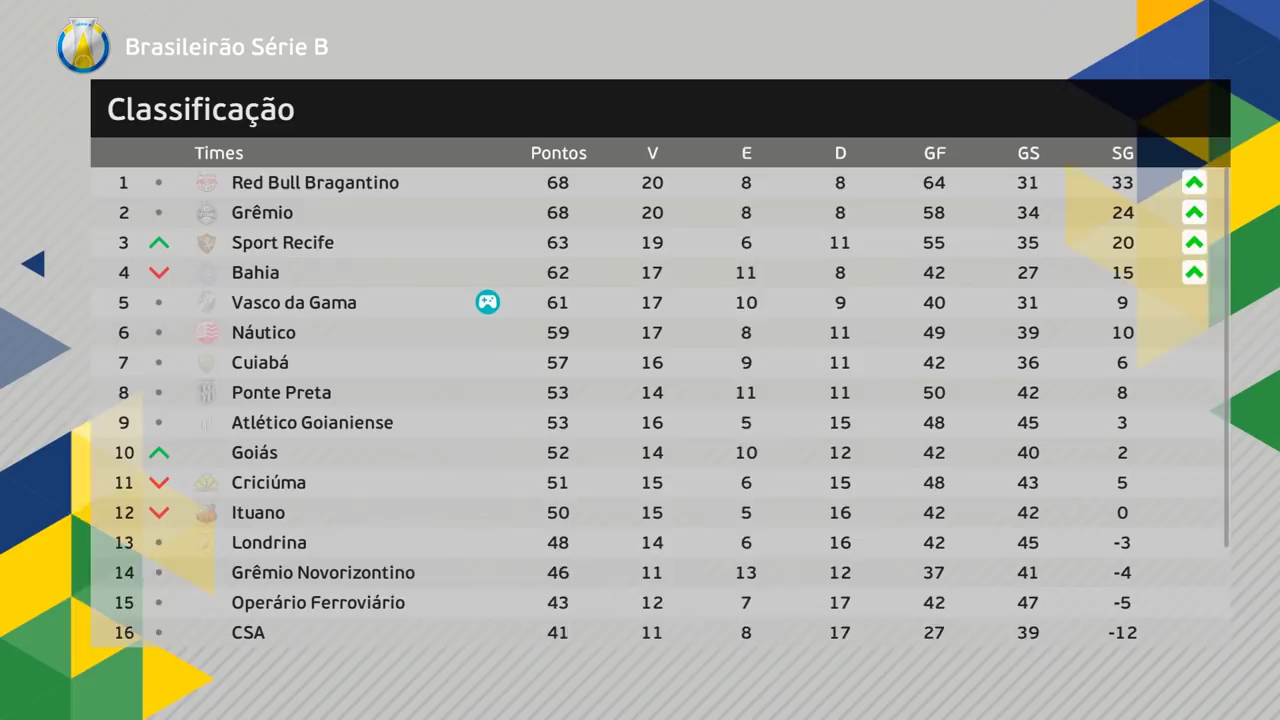 Brasileirão Série B
Classificação
Times Pontos V E D GF GS SG
1 Red Bull Bragantino 68 20 8 8 64 31 33
2 Grêmio 68 20 8 8 58 34 24
3 Sport Recife 63 19 6 11 55 35 20
4 Bahia 62 17 11 8 42 27 15
5 Vasco da Gama 61 17 10 9 40 31 9
6 Náutico 59 17 8 11 49 39 10
7 Cuiabá 57 16 9 11 42 36 6
8 Ponte Preta 53 14 11 11 50 42 8
9 Atlético Goianiense 53 16 5 15 48 45 3
10 Goiás 52 14 10 12 42 40 2
11 Criciúma 51 15 6 15 48 43 5
12 Ituano 50 15 5 16 42 42 0
13 Londrina 48 14 6 16 42 45 -3
14 Grêmio Novorizontino 46 11 13 12 37 41 -4
15 Operário Ferroviário 43 12 7 17 42 47 -5
16 CSA 41 11 8 17 27 39 -12